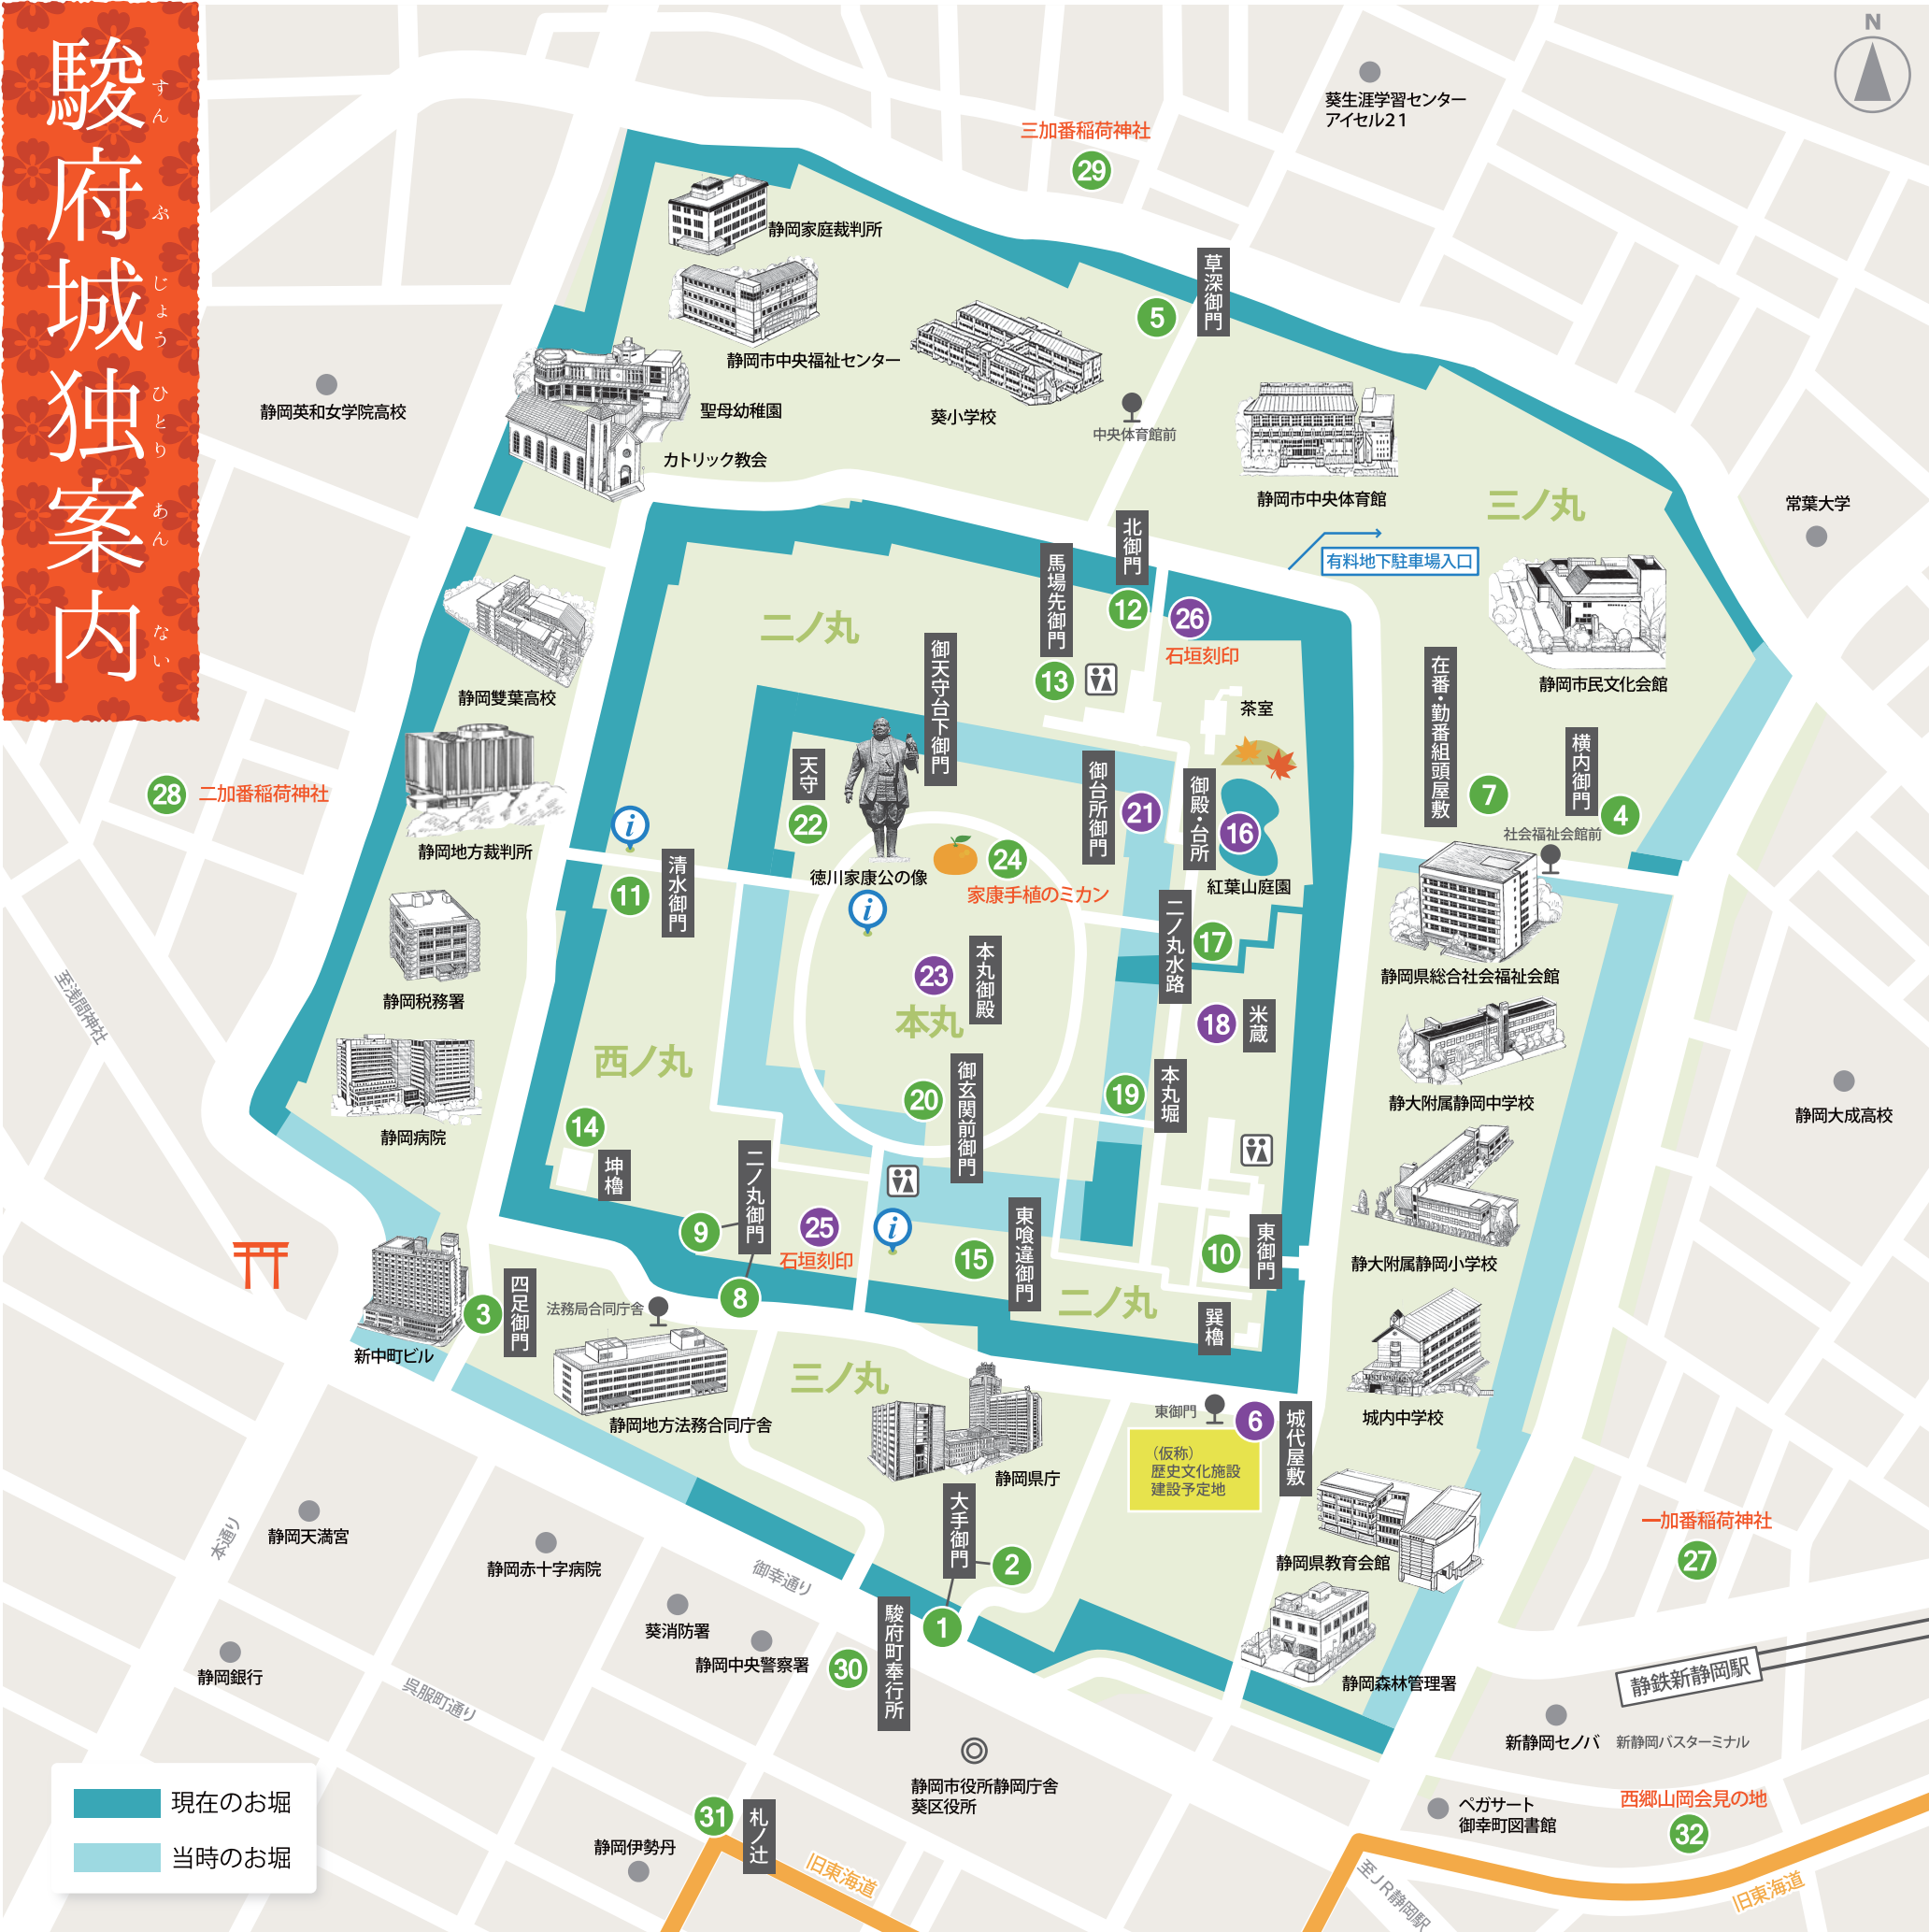 駿府城独案内
すんぷじょうひとりあんない
N
葵生涯学習センター
アイセル21
三加番稲荷神社
29
静岡家庭裁判所
草深御門
5
静岡市中央福祉センター
静岡英和女学院高校
聖母幼稚園
葵小学校
中央体育館前
カトリック教会
静岡市中央体育館
三ノ丸
常葉大学
有料地下駐車場入口
北御門
12
馬場先御門
13
26
石垣刻印
二ノ丸
御天守台下御門
静岡雙葉高校
静岡市民文化会館
在番・勤番組頭屋敷
7
横内御門
4
社会福祉会館前
茶室
28
二加番稲荷神社
天守
22
御台所御門
21
御殿・台所
16
紅葉山庭園
静岡地方裁判所
i
清水御門
11
徳川家康公の像
i
24
家康手植のミカン
二ノ丸水路
17
静岡県総合社会福祉会館
至浅間神社
静岡税務署
23
本丸御殿
本丸
18
米蔵
西ノ丸
静岡病院
14
坤櫓
20
御玄関前御門
19
本丸堀
静大附属静岡中学校
静岡大成高校
二ノ丸御門
9
8
25
石垣刻印
i
15
東喰違御門
10
東御門
二ノ丸
巽櫓
静大附属静岡小学校
3
四足御門
新中町ビル
法務局合同庁舎
静岡地方法務合同庁舎
三ノ丸
静岡県庁
東御門
6
城代屋敷
(仮称)
歴史文化施設
建設予定地
城内中学校
大手御門
2
1
静岡県教育会館
一加番稲荷神社
27
本通り
静岡天満宮
静岡赤十字病院
御幸通り
葵消防署
静岡中央警察署
30
駿府町奉行所
静岡森林管理署
静岡銀行
呉服町通り
静鉄新静岡駅
新静岡セノバ
新静岡バスターミナル
静岡市役所静岡庁舎
葵区役所
ペガサート
御幸町図書館
西郷山岡会見の地
32
31
札ノ辻
静岡伊勢丹
旧東海道
至JR静岡駅
旧東海道
現在のお堀
当時のお堀